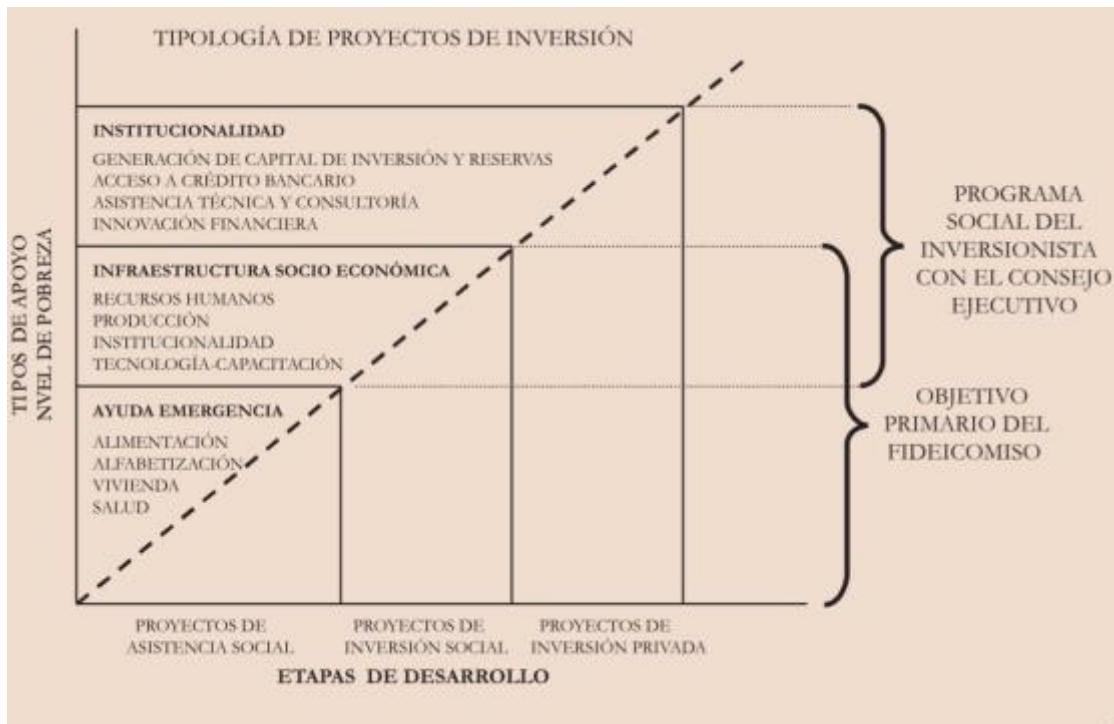 TIPOLOGÍA DE PROYECTOS DE INVERSIÓN
TIPOS DE APOYO
NVEL DE POBREZA
INSTITUCIONALIDAD
GENERACIÓN DE CAPITAL DE INVERSIÓN Y RESERVAS
ACCESO A CRÉDITO BANCARIO
ASISTENCIA TÉCNICA Y CONSULTORÍA
INNOVACIÓN FINANCIERA
INFRAESTRUCTURA SOCIO ECONÓMICA
RECURSOS HUMANOS
PRODUCCIÓN
INSTITUCIONALIDAD
TECNOLOGÍA-CAPACITACIÓN
AYUDA EMERGENCIA
ALIMENTACIÓN
ALFABETIZACIÓN
VIVIENDA
SALUD
PROGRAMA
SOCIAL DEL
INVERSIONISTA
CON EL CONSEJO
EJECUTIVO
OBJETIVO
PRIMARIO DEL
FIDEICOMISO
PROYECTOS DE
ASISTENCIA SOCIAL
PROYECTOS DE
INVERSIÓN SOCIAL
PROYECTOS DE
INVERSIÓN PRIVADA
ETAPAS DE DESARROLLO